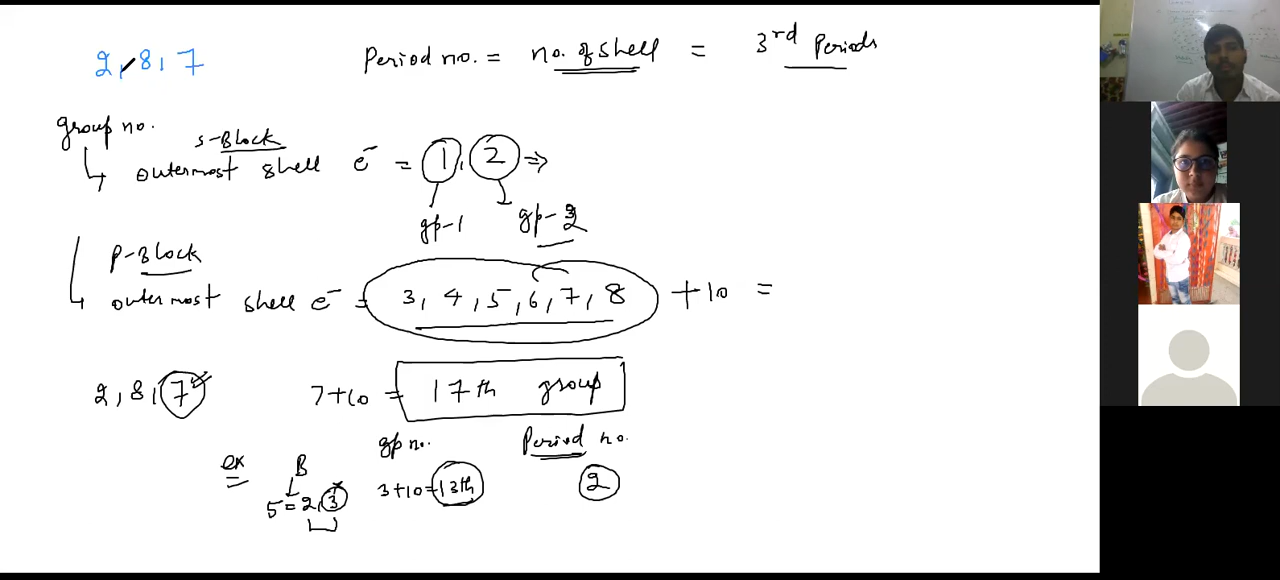 2, 8, 7 Period no. = no. of shell = 3rd Periods
group no.
s-Block
outermost shell e⁻ = 1, 2 ⇒
gp-1 gp-2
p-Block
outermost shell e⁻ = 3, 4, 5, 6, 7, 8 + 10 =
2, 8, 7 7+10 = 17th group
gp no. Period no.
ex B
5 = 2, 3 3+10=13th 2